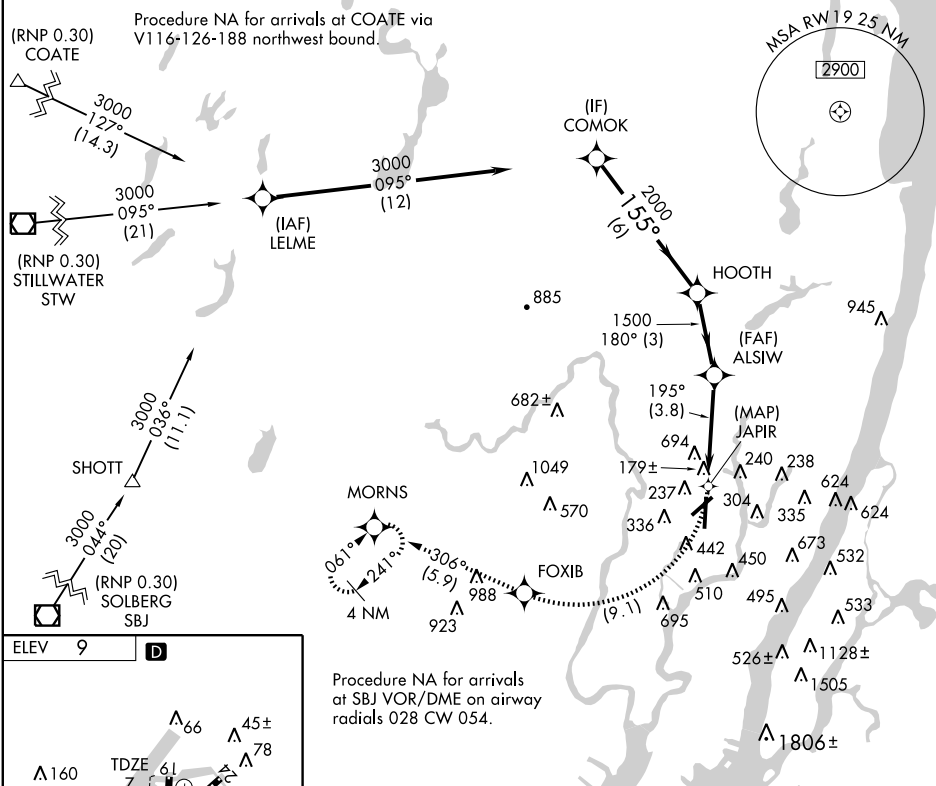 Procedure NA for arrivals at COATE via
V116-126-188 northwest bound.
(RNP 0.30)
COATE
3000
127°
(14.3)
MSA RW19 25 NM
2900
(IF)
COMOK
3000
095°
(12)
3000
095°
(21)
(IAF)
LELME
(RNP 0.30)
STILLWATER
STW
2000
155°
(6)
HOOTH
885
945
1500
180° (3)
(FAF)
ALSIW
195°
(3.8)
682±
(MAP)
JAPIR
694
179±
240
238
1049
237
304
624
624
570
336
335
SHOTT
3000
036°
(11.1)
3000
044°
(20)
(RNP 0.30)
SOLBERG
SBJ
MORNS
061°
241°
4 NM
306°
(5.9)
FOXIB
988
923
(9.1)
442
450
673
532
510
695
495
533
526±
1128±
1505
1806±
Procedure NA for arrivals
at SBJ VOR/DME on airway
radials 028 CW 054.
ELEV 9
D
66
45±
78
160
TDZE
7
19
24